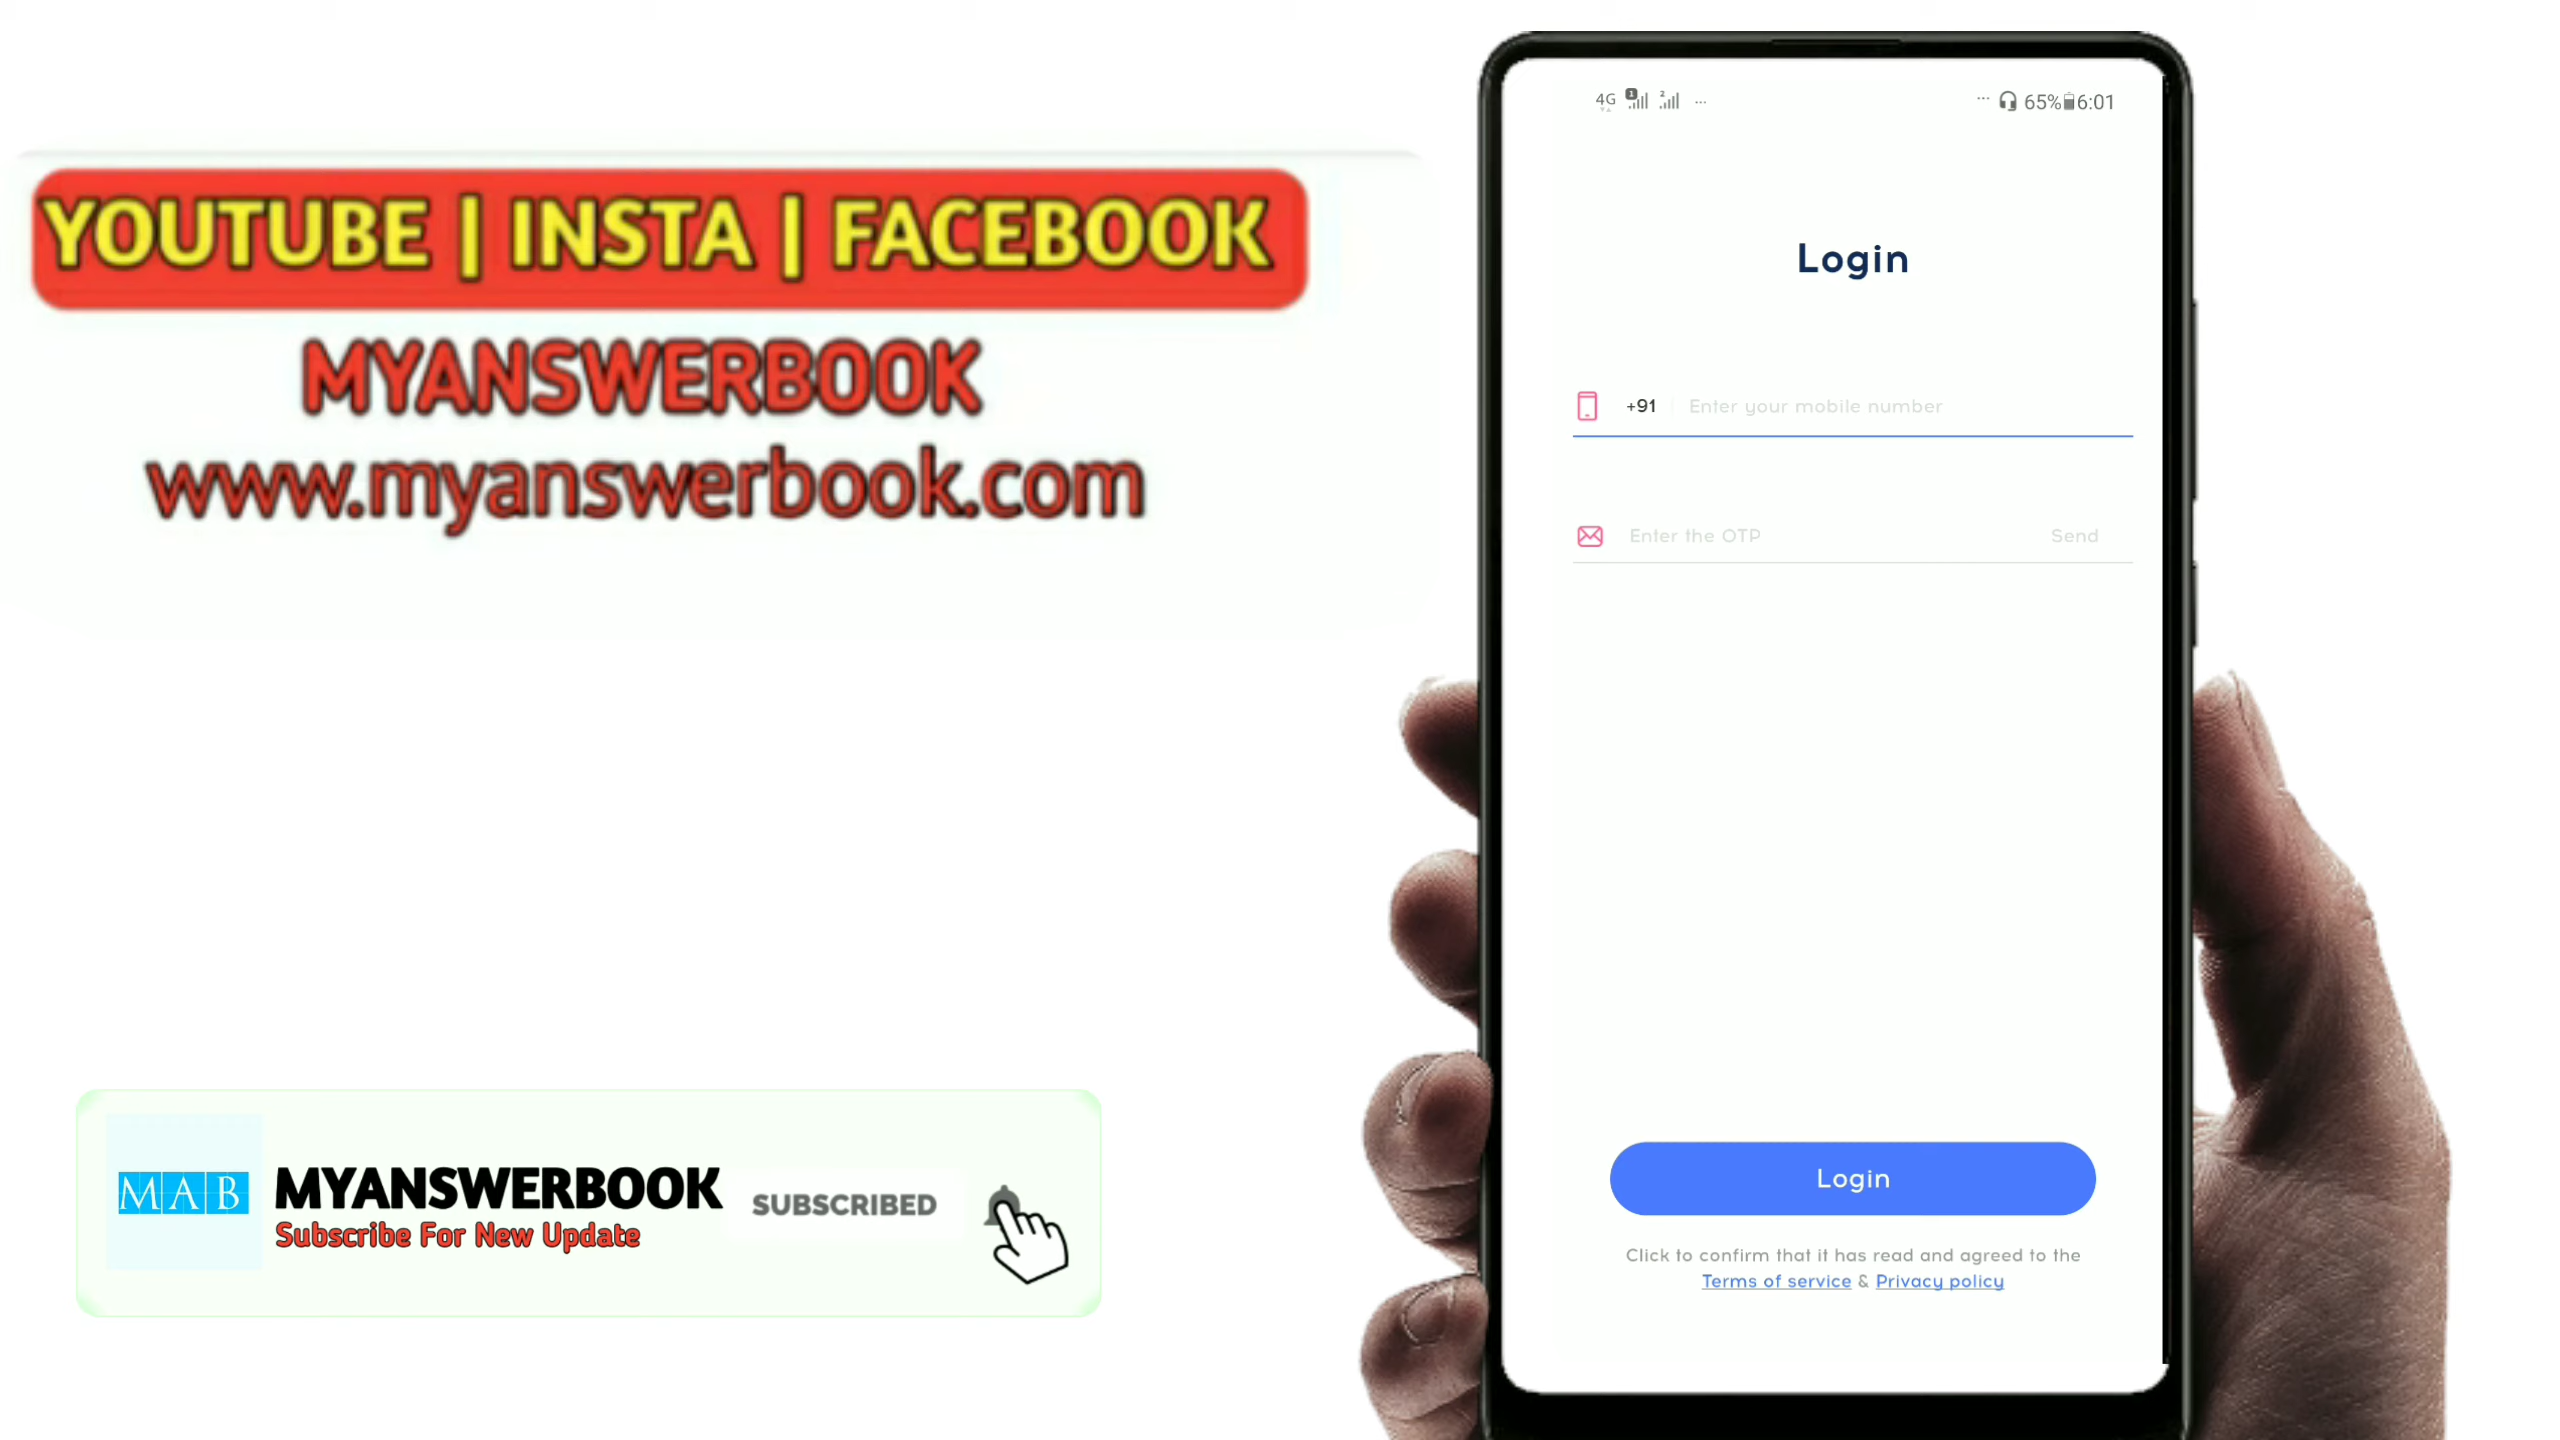 YOUTUBE | INSTA | FACEBOOK
MYANSWERBOOK
www.myanswerbook.com
MAB
MYANSWERBOOK
Subscribe For New Update
SUBSCRIBED
4G 1 2 ... ... 65% 6:01
Login
+91 Enter your mobile number
Enter the OTP Send
Login
Click to confirm that it has read and agreed to the
Terms of service & Privacy policy